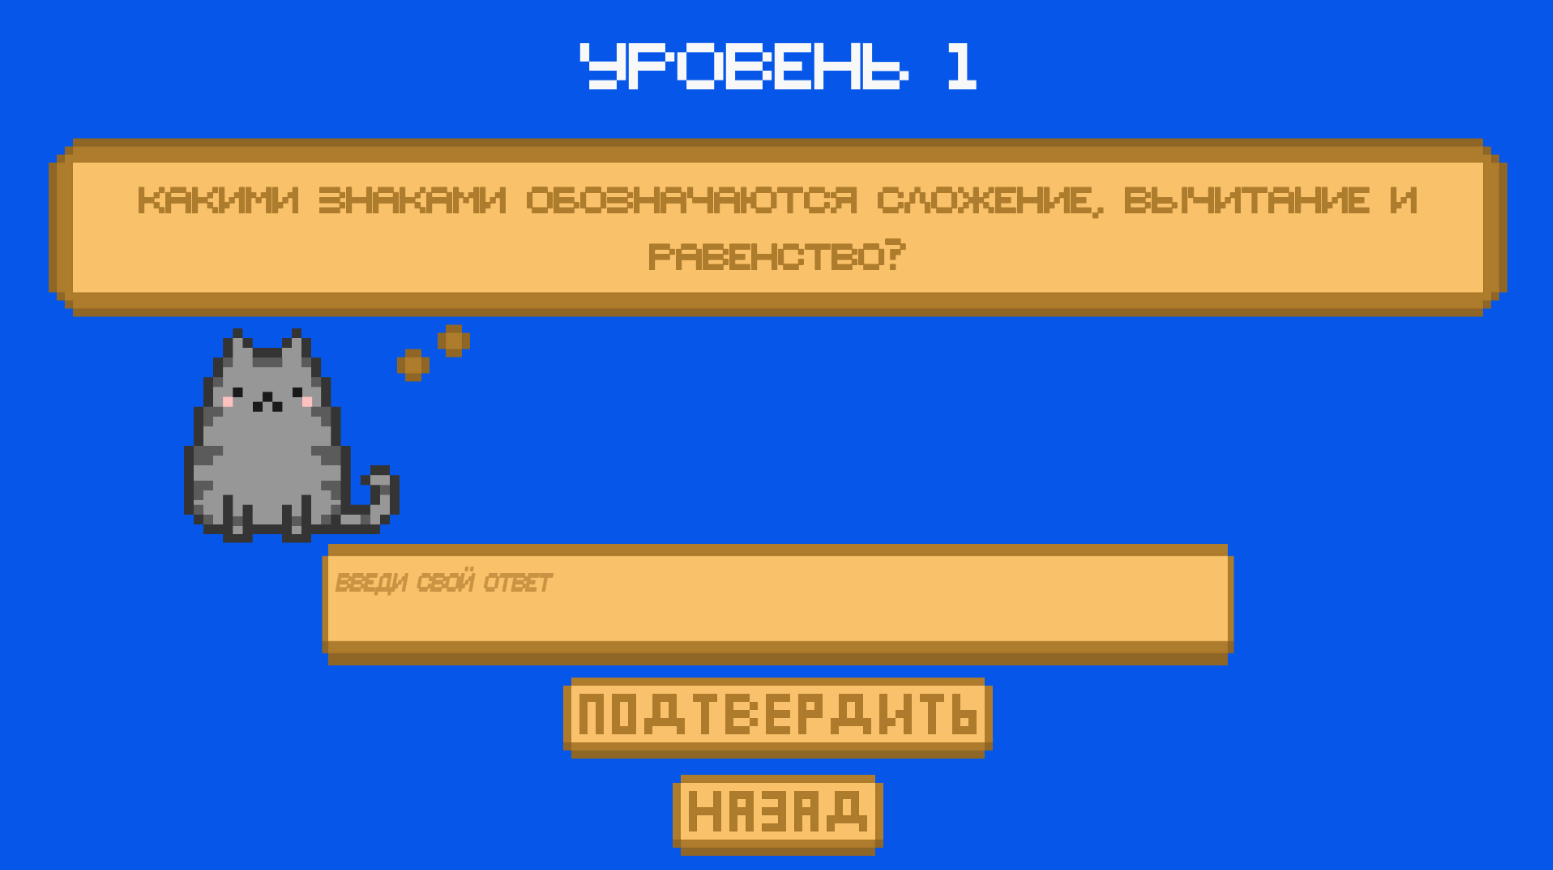 УРОВЕНЬ 1
КАКИМИ ЗНАКАМИ ОБОЗНАЧАЮТСЯ СЛОЖЕНИЕ, ВЫЧИТАНИЕ И
РАВЕНСТВО?
ВВЕДИ СВОЙ ОТВЕТ
ПОДТВЕРДИТЬ
НАЗАД